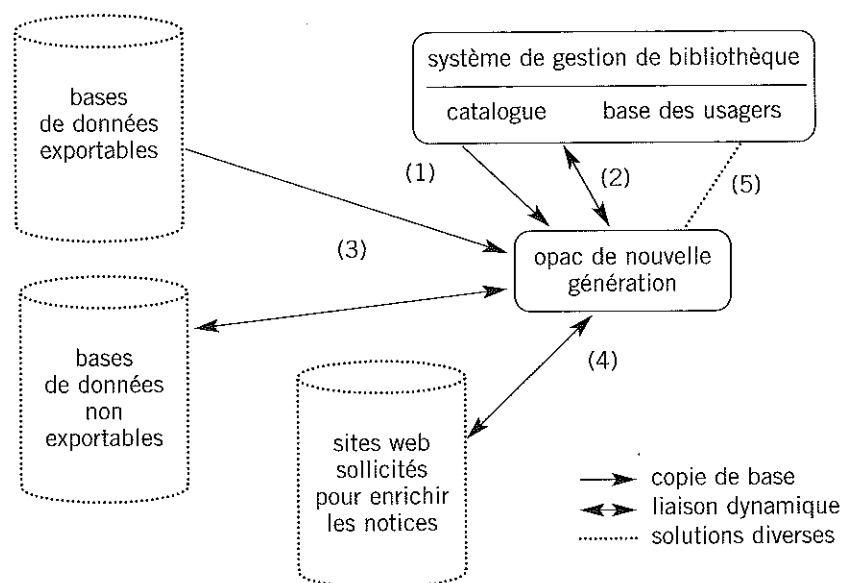 système de gestion de bibliothèque
catalogue base des usagers
bases
de données
exportables
(1)
(2)
(5)
(3)
opac de nouvelle
génération
bases
de données
non
exportables
(4)
sites web
sollicités
pour enrichir
les notices
copie de base
liaison dynamique
solutions diverses